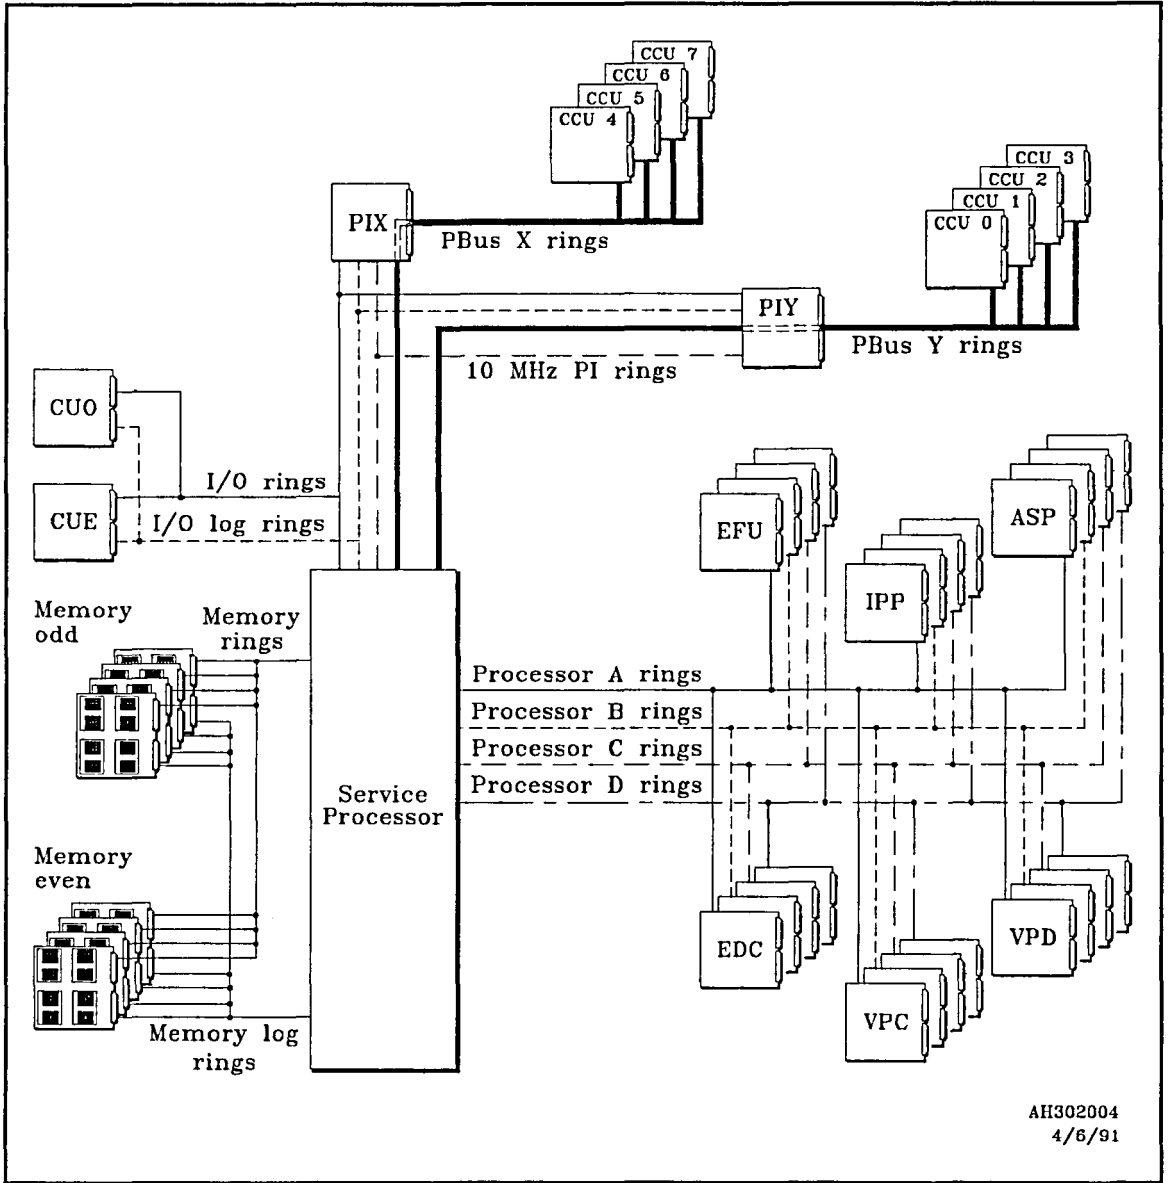 CCU 7
CCU 6
CCU 5
CCU 4
CCU 3
CCU 2
CCU 1
CCU 0
PIX
PBus X rings
PIY
PBus Y rings
10 MHz PI rings
CUO
CUE
I/O rings
I/O log rings
EFU
ASP
IPP
Memory
odd
Memory
rings
Processor A rings
Processor B rings
Processor C rings
Processor D rings
Service
Processor
Memory
even
EDC
VPD
VPC
Memory log
rings
AH302004
4/6/91